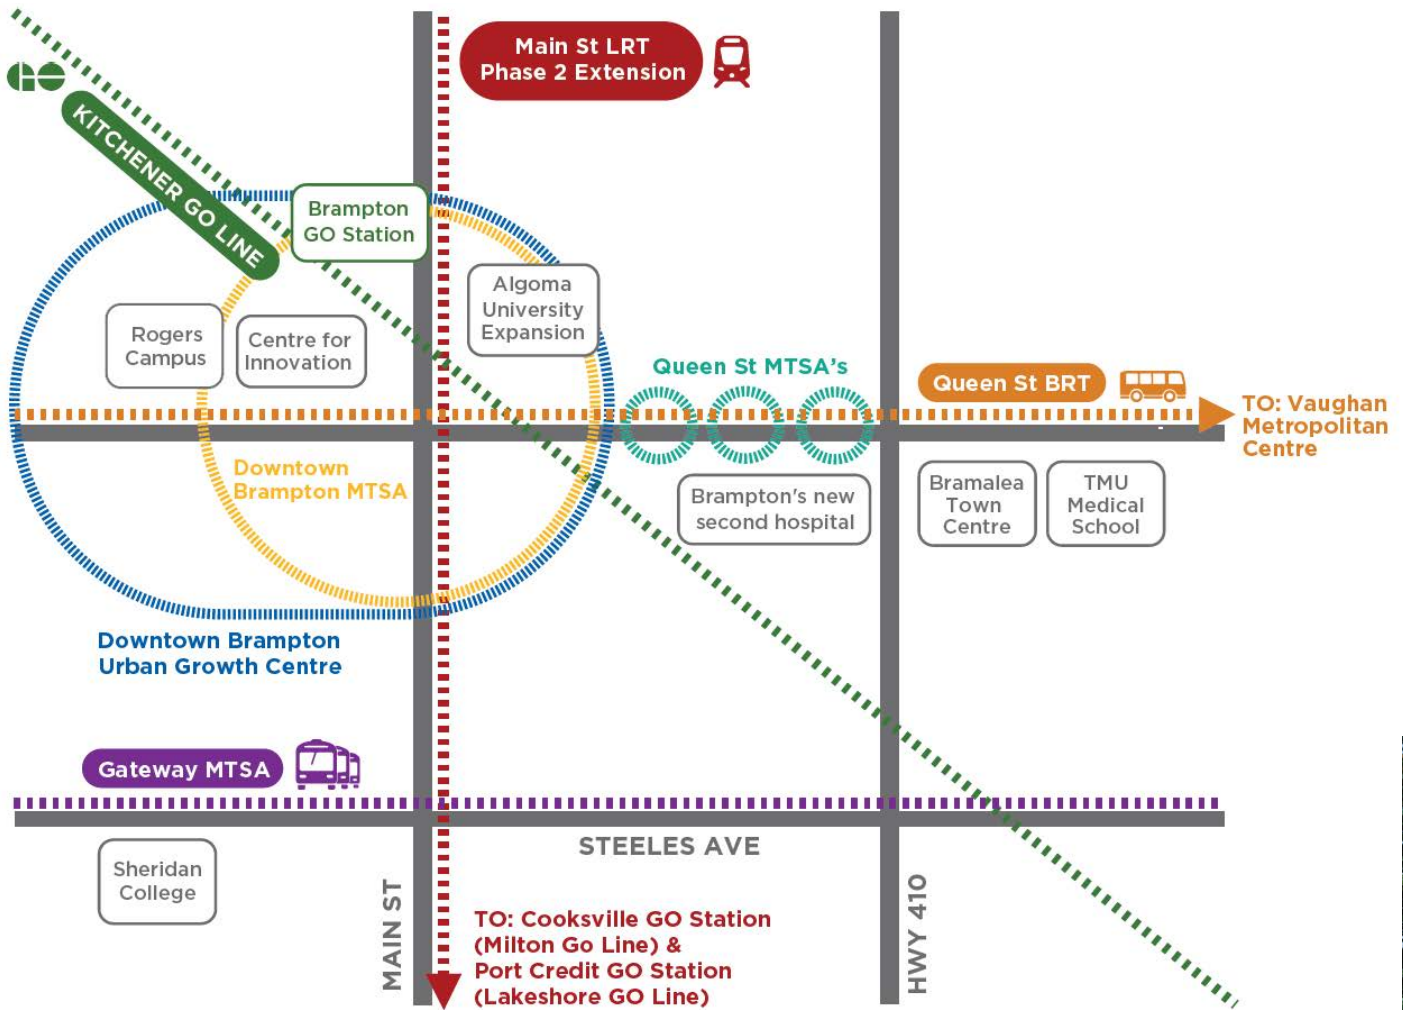 Main St LRT
Phase 2 Extension
GO
KITCHENER GO LINE
Brampton
GO Station
Algoma
University
Expansion
Rogers
Campus
Centre for
Innovation
Queen St MTSA's
Queen St BRT
TO: Vaughan
Metropolitan
Centre
Downtown
Brampton MTSA
Brampton's new
second hospital
Bramalea
Town
Centre
TMU
Medical
School
Downtown Brampton
Urban Growth Centre
Gateway MTSA
STEELES AVE
Sheridan
College
MAIN ST
HWY 410
TO: Cooksville GO Station
(Milton Go Line) &
Port Credit GO Station
(Lakeshore GO Line)